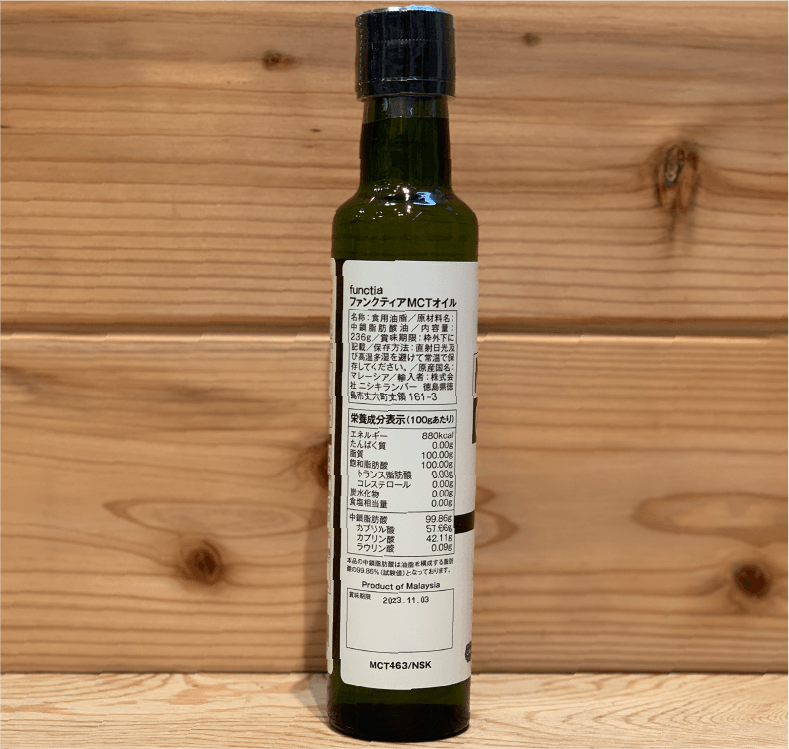 functia
ファンクティアMCTオイル
名称：食用油脂／原材料名：
中鎖脂肪酸油／内容量：
236g／賞味期限：枠外下に
記載／保存方法：直射日光及
び高温多湿を避けて常温で保
存してください。／原産国名：
マレーシア／輸入者：株式会
社ニシキランバー 徳島県徳
島市丈六町丈領 161-3
栄養成分表示(100gあたり)
エネルギー 880kcal
たんぱく質 0.00g
脂質 100.00g
飽和脂肪酸 100.00g
トランス脂肪酸 0.00g
コレステロール 0.00g
炭水化物 0.00g
食塩相当量 0.00g
中鎖脂肪酸 99.86g
カプリル酸 57.66g
カプリン酸 42.11g
ラウリン酸 0.09g
本品の中鎖脂肪酸は油脂を構成する脂肪
酸の99.86%（試験値）となっております。
Product of Malaysia
賞味期限 2023.11.03
MCT463/NSK